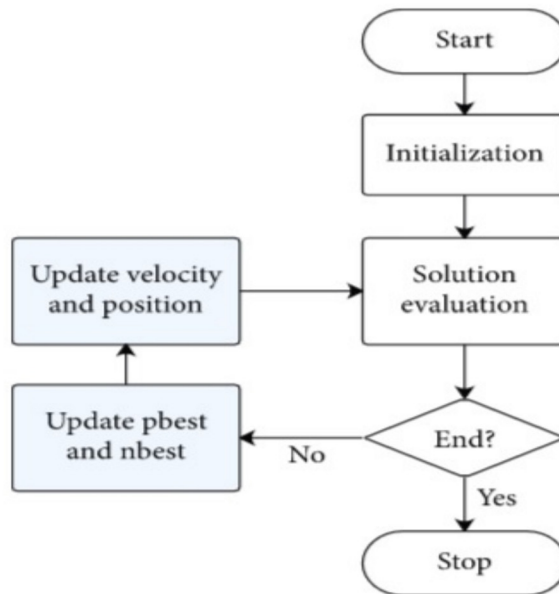 Start
Initialization
Solution
evaluation
Update velocity
and position
Update pbest
and nbest
End?
No
Yes
Stop